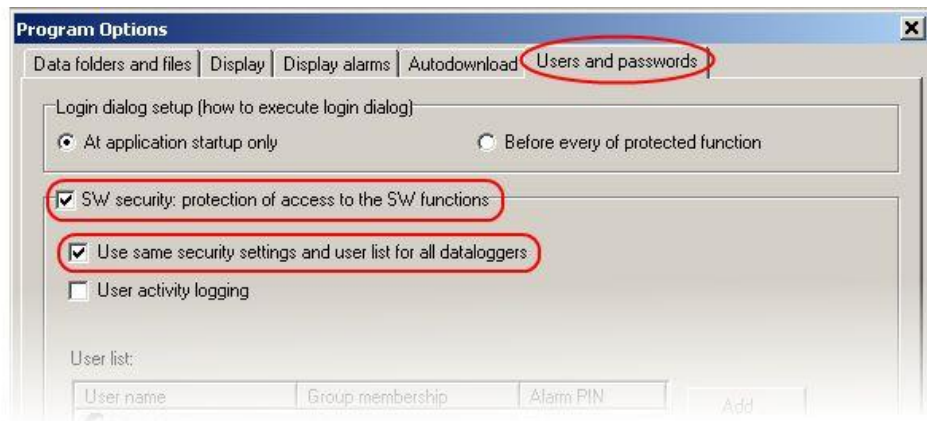 Program Options
Data folders and files Display Display alarms Autodownload Users and passwords
Login dialog setup (how to execute login dialog)
At application startup only Before every of protected function
SW security: protection of access to the SW functions
Use same security settings and user list for all dataloggers
User activity logging
User list:
User name Group membership Alarm PIN Add